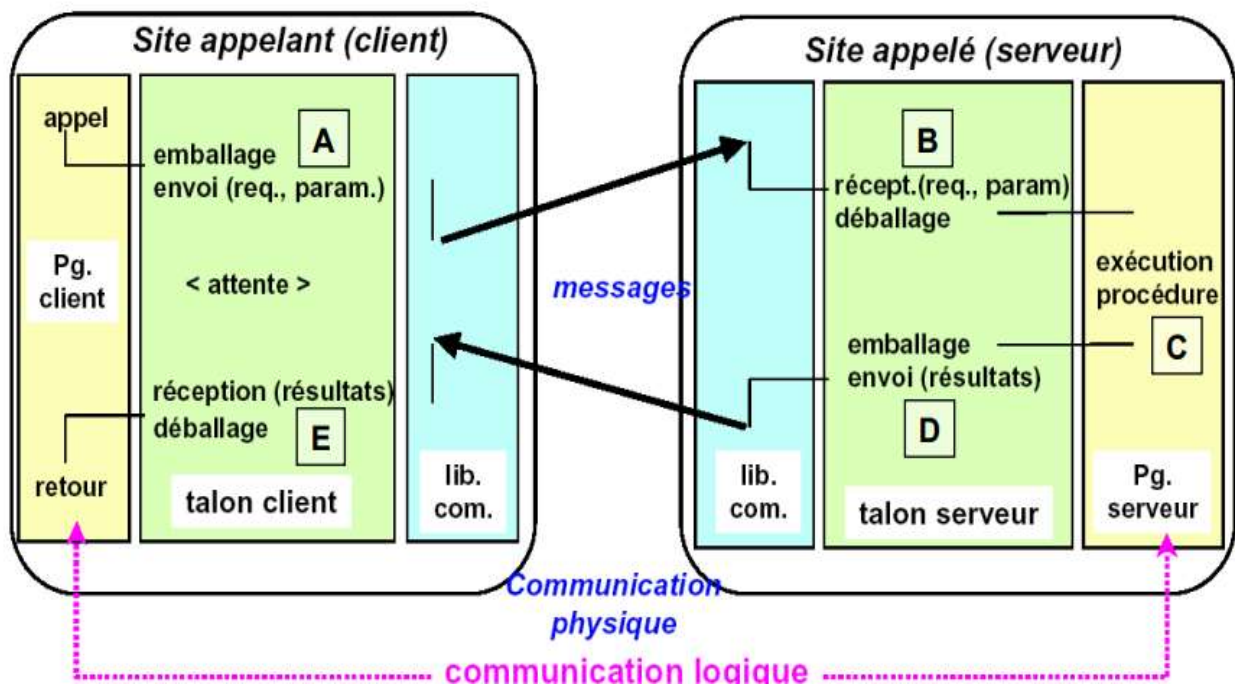 Site appelant (client)
appel
A
emballage
envoi (req., param.)
Pg.
client
< attente >
réception (résultats)
déballage
E
retour
talon client
lib.
com.
messages
Communication
physique
Site appelé (serveur)
B
récept.(req., param)
déballage
exécution
procédure
C
emballage
envoi (résultats)
D
lib.
com.
talon serveur
Pg.
serveur
communication logique